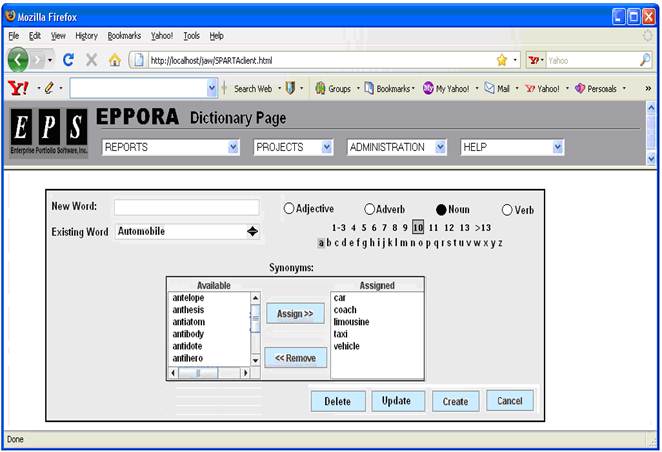 Mozilla Firefox
File Edit View History Bookmarks Yahoo! Tools Help
http://localhost/jaw/SPARTAclient.html
Yahoo
Y! Search Web Groups Bookmarks My Yahoo! Mail Yahoo! Personals »
EPS EPPORA Dictionary Page
Enterprise Portfolio Software, Inc.
REPORTS PROJECTS ADMINISTRATION HELP
New Word: Adjective Adverb Noun Verb
1-3 4 5 6 7 8 9 10 11 12 13 >13
Existing Word Automobile
a b c d e f g h i j k l m n o p q r s t u v w x y z
Synonyms:
Available Assigned
antelope car
anthesis coach
antiatom Assign >> limousine
antibody taxi
antidote vehicle
antihero << Remove
Delete Update Create Cancel
Done